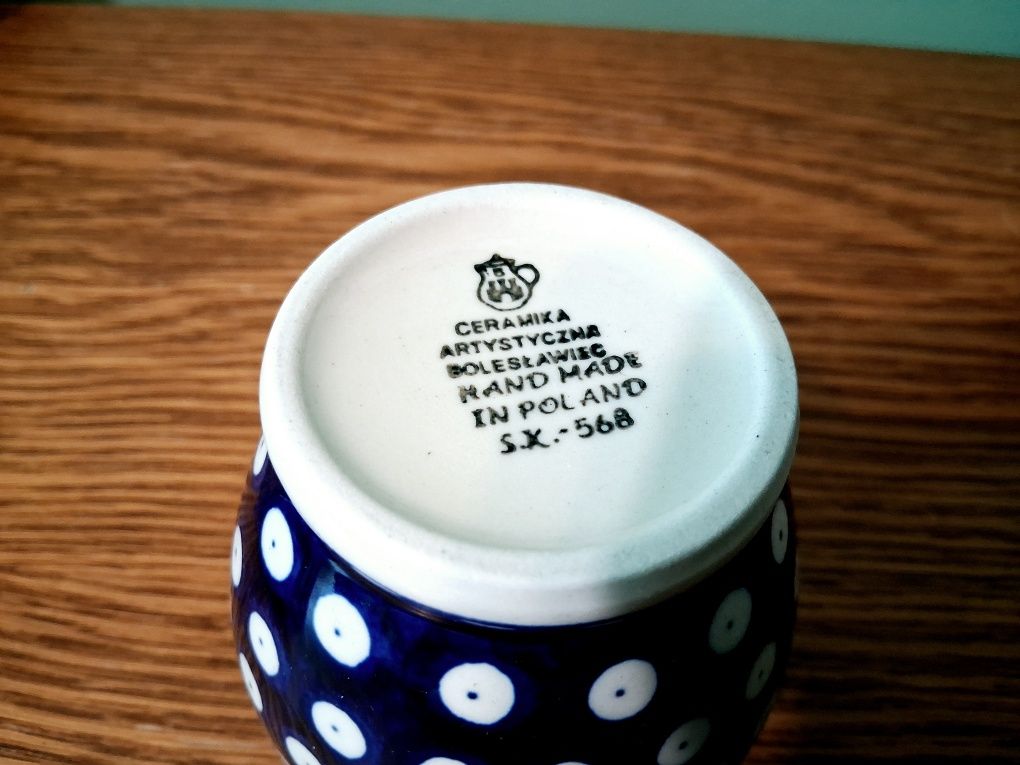 CERAMIKA
ARTYSTYCZNA
BOLESŁAWIEC
HAND MADE
IN POLAND
S.X.-568